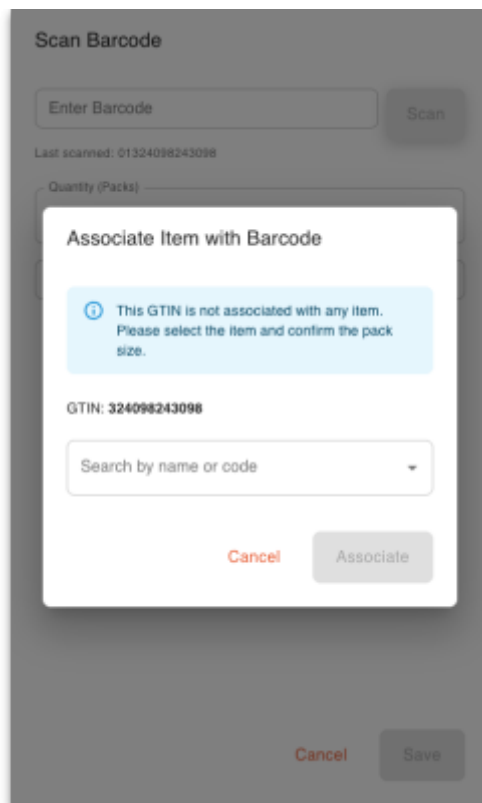 Scan Barcode
Enter Barcode
Scan
Last scanned: 01324098243098
Quantity (Packs)
Associate Item with Barcode
This GTIN is not associated with any item.
Please select the item and confirm the pack
size.
GTIN: 324098243098
Search by name or code
Cancel
Associate
Cancel
Save